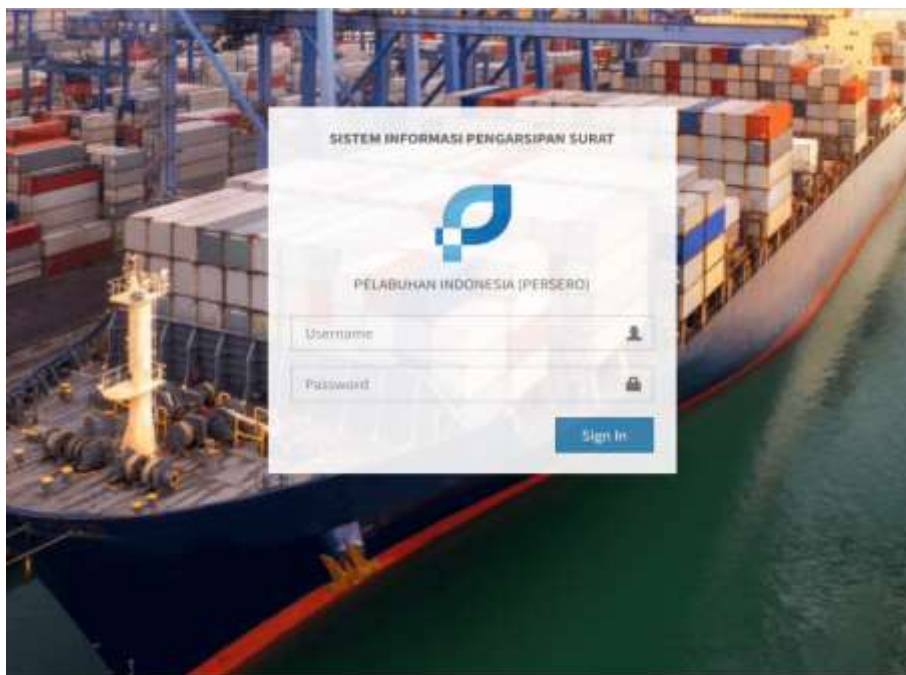 SISTEM INFORMASI PENGARSIPAN SURAT
PELABUHAN INDONESIA (PERSERO)
Username
Password
Sign In